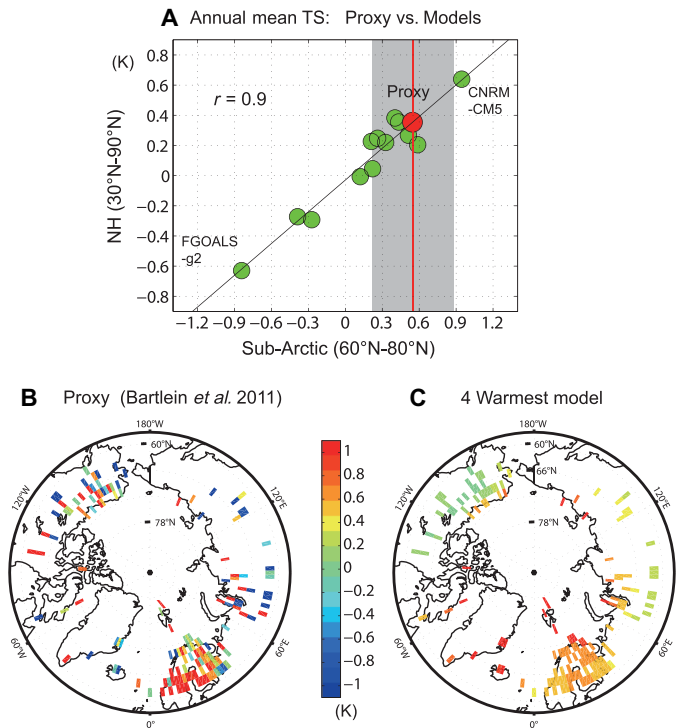 A Annual mean TS: Proxy vs. Models
(K)
0.8
0.6
0.4
0.2
0
−0.2
−0.4
−0.6
−0.8
NH (30°N-90°N)
r = 0.9
Proxy
CNRM
-CM5
FGOALS
-g2
−1.2 −0.9 −0.6 −0.3 0 0.3 0.6 0.9 1.2
Sub-Arctic (60°N-80°N)
B Proxy (Bartlein et al. 2011)
180°W
60°N
78°N
120°W
120°E
60°W
60°E
0°
1
0.8
0.6
0.4
0.2
0
−0.2
−0.4
−0.6
−0.8
−1
(K)
C 4 Warmest model
180°W
60°N
66°N
78°N
120°W
120°E
60°W
60°E
0°